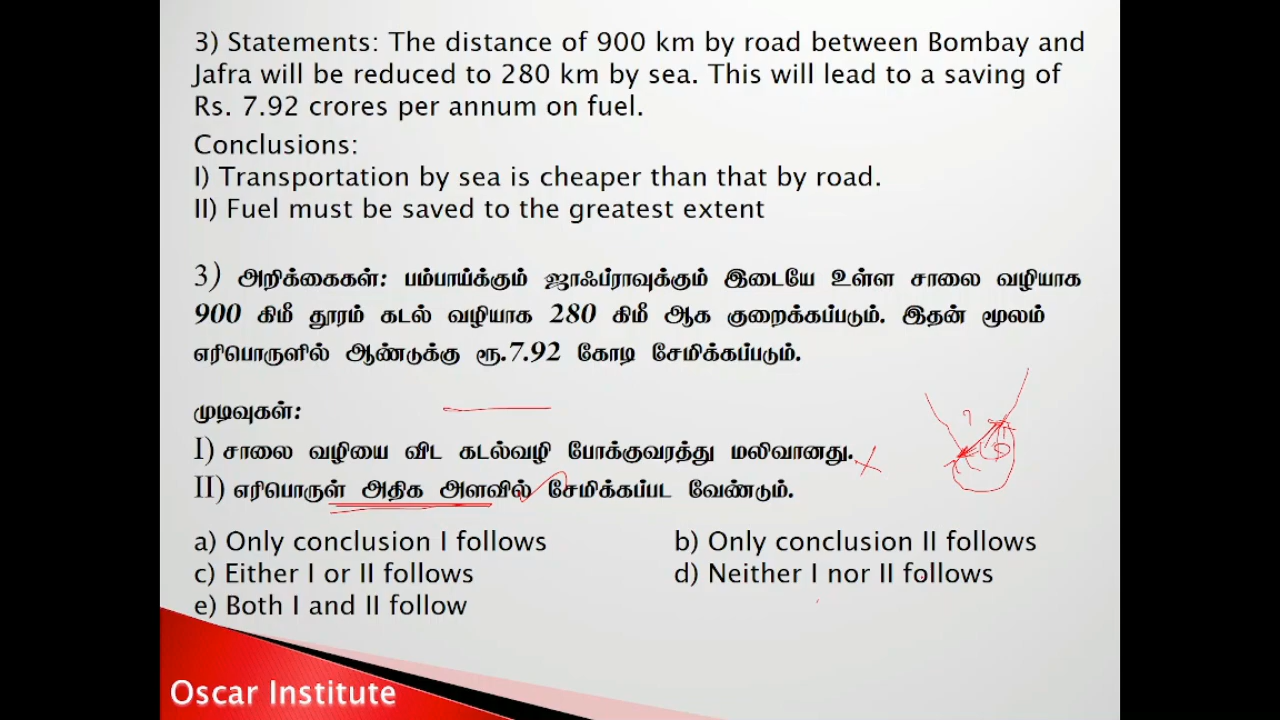 3) Statements: The distance of 900 km by road between Bombay and
Jafra will be reduced to 280 km by sea. This will lead to a saving of
Rs. 7.92 crores per annum on fuel.
Conclusions:
I) Transportation by sea is cheaper than that by road.
II) Fuel must be saved to the greatest extent
3) அறிக்கைகள்: பம்பாய்க்கும் ஜாஃப்ராவுக்கும் இடையே உள்ள சாலை வழியாக
900 கிமீ தூரம் கடல் வழியாக 280 கிமீ ஆக குறைக்கப்படும். இதன் மூலம்
எரிபொருளில் ஆண்டுக்கு ரூ.7.92 கோடி சேமிக்கப்படும்.
முடிவுகள்:
I) சாலை வழியை விட கடல்வழி போக்குவரத்து மலிவானது.
II) எரிபொருள் அதிக அளவில் சேமிக்கப்பட வேண்டும்.
a) Only conclusion I follows b) Only conclusion II follows
c) Either I or II follows d) Neither I nor II follows
e) Both I and II follow
Oscar Institute